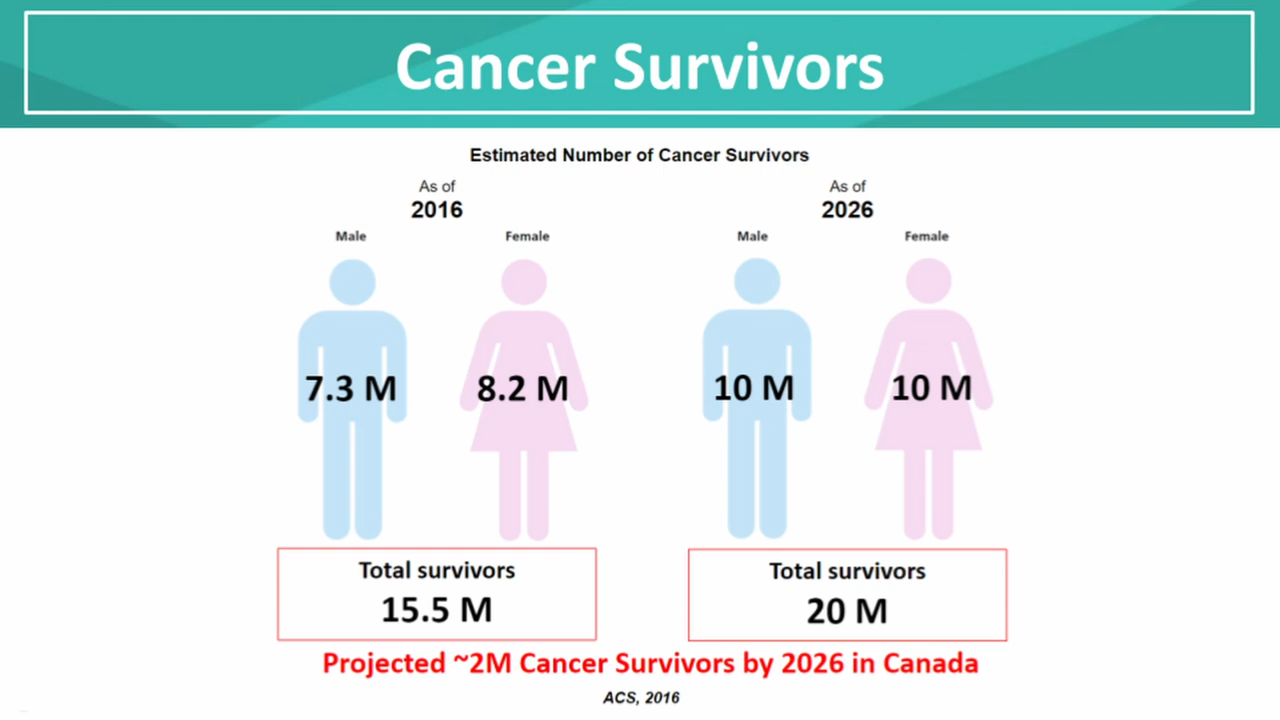 Cancer Survivors
Estimated Number of Cancer Survivors
As of
2016
Male
Female
7.3 M
8.2 M
Total survivors
15.5 M
As of
2026
Male
Female
10 M
10 M
Total survivors
20 M
Projected ~2M Cancer Survivors by 2026 in Canada
ACS, 2016